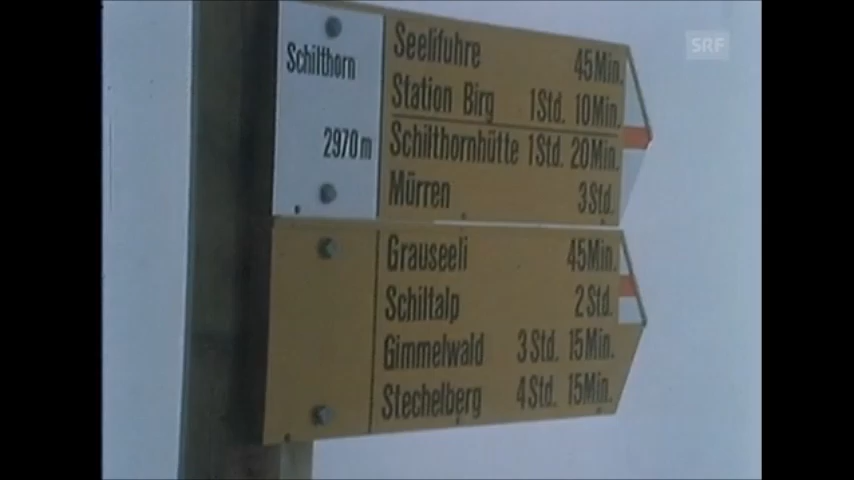 SRF
Schilthorn
2970 m
Seelifuhre 45 Min.
Station Birg 1 Std. 10 Min.
Schilthornhütte 1 Std. 20 Min.
Mürren 3 Std.
Grauseeli 45 Min.
Schiltalp 2 Std.
Gimmelwald 3 Std. 15 Min.
Stechelberg 4 Std. 15 Min.